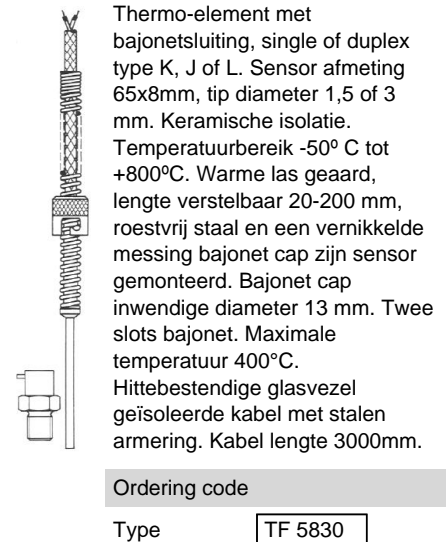 Thermo-element met
bajonetsluiting, single of duplex
type K, J of L. Sensor afmeting
65x8mm, tip diameter 1,5 of 3
mm. Keramische isolatie.
Temperatuurbereik -50º C tot
+800ºC. Warme las geaard,
lengte verstelbaar 20-200 mm,
roestvrij staal en een vernikkelde
messing bajonet cap zijn sensor
gemonteerd. Bajonet cap
inwendige diameter 13 mm. Twee
slots bajonet. Maximale
temperatuur 400°C.
Hittebestendige glasvezel
geïsoleerde kabel met stalen
armering. Kabel lengte 3000mm.
Ordering code
Type TF 5830